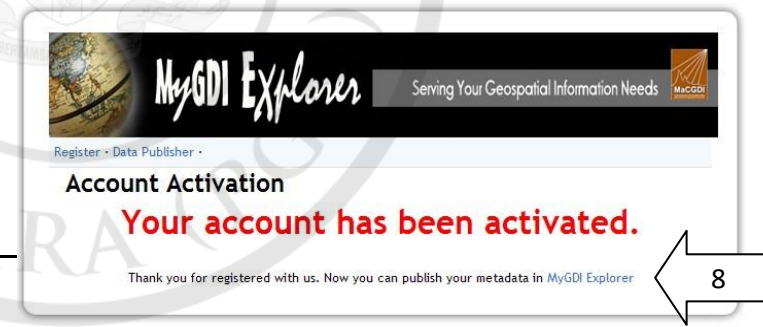 MyGDI Explorer
Serving Your Geospatial Information Needs
MaCGDI
Register · Data Publisher ·
Account Activation
Your account has been activated.
Thank you for registered with us. Now you can publish your metadata in MyGDI Explorer
8